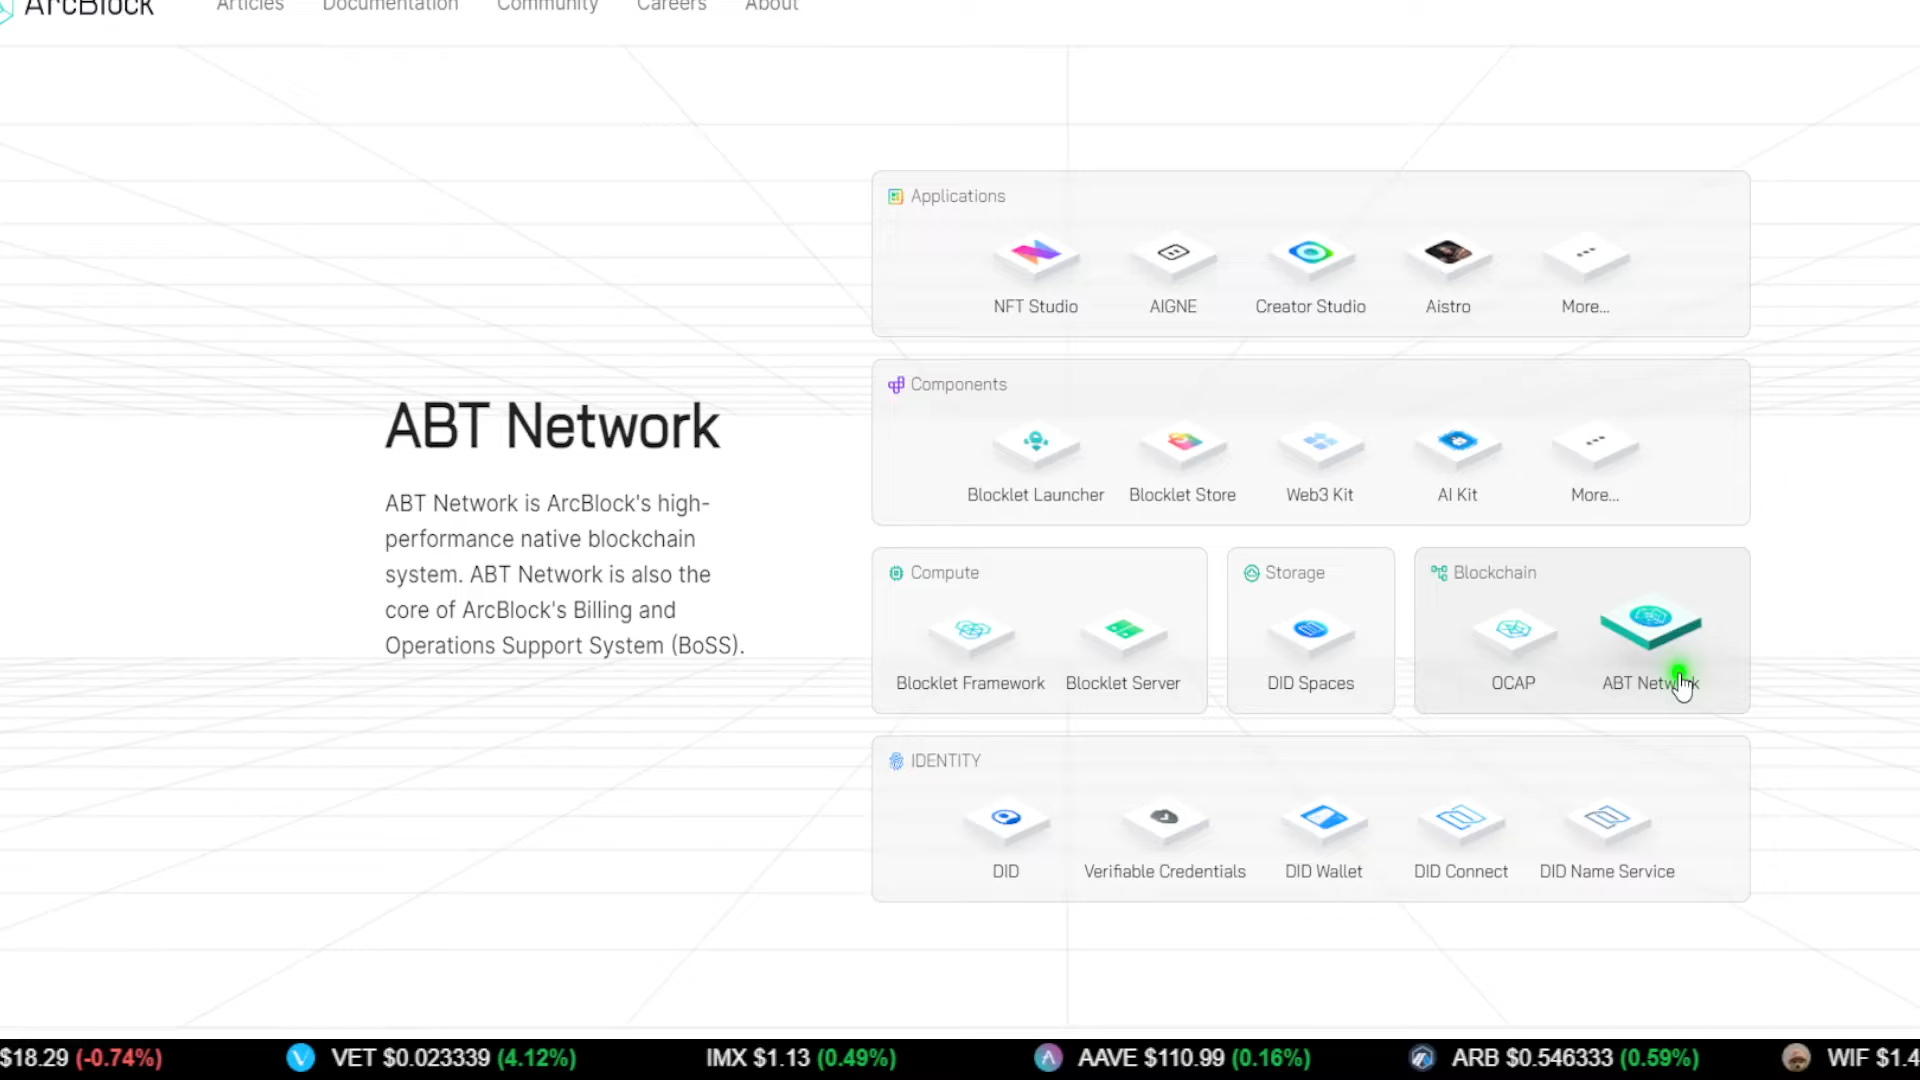 ArcBlock Articles Documentation Community Careers About
Applications
NFT Studio AIGNE Creator Studio Aistro More...
Components
Blocklet Launcher Blocklet Store Web3 Kit AI Kit More...
ABT Network
ABT Network is ArcBlock's high-
performance native blockchain
system. ABT Network is also the
core of ArcBlock's Billing and
Operations Support System (BoSS).
Compute
Blocklet Framework Blocklet Server
Storage
DID Spaces
Blockchain
OCAP ABT Network
IDENTITY
DID Verifiable Credentials DID Wallet DID Connect DID Name Service
$18.29 (-0.74%) VET $0.023339 (4.12%) IMX $1.13 (0.49%) AAVE $110.99 (0.16%) ARB $0.546333 (0.59%) WIF $1.4